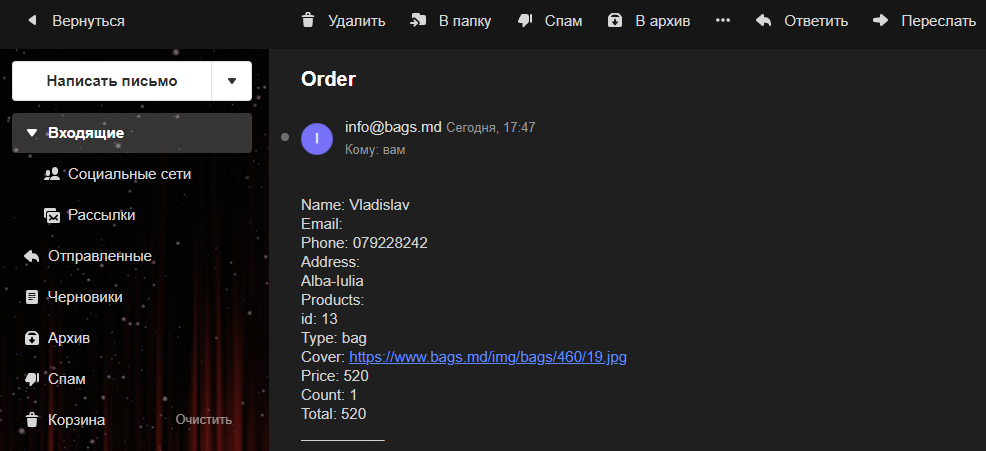 Вернуться
Удалить
В папку
Спам
В архив
Ответить
Переслать
Написать письмо
Входящие
Социальные сети
Рассылки
Отправленные
Черновики
Архив
Спам
Корзина Очистить
Order
I
info@bags.md Сегодня, 17:47
Кому: вам
Name: Vladislav
Email:
Phone: 079228242
Address:
Alba-Iulia
Products:
id: 13
Type: bag
Cover: https://www.bags.md/img/bags/460/19.jpg
Price: 520
Count: 1
Total: 520